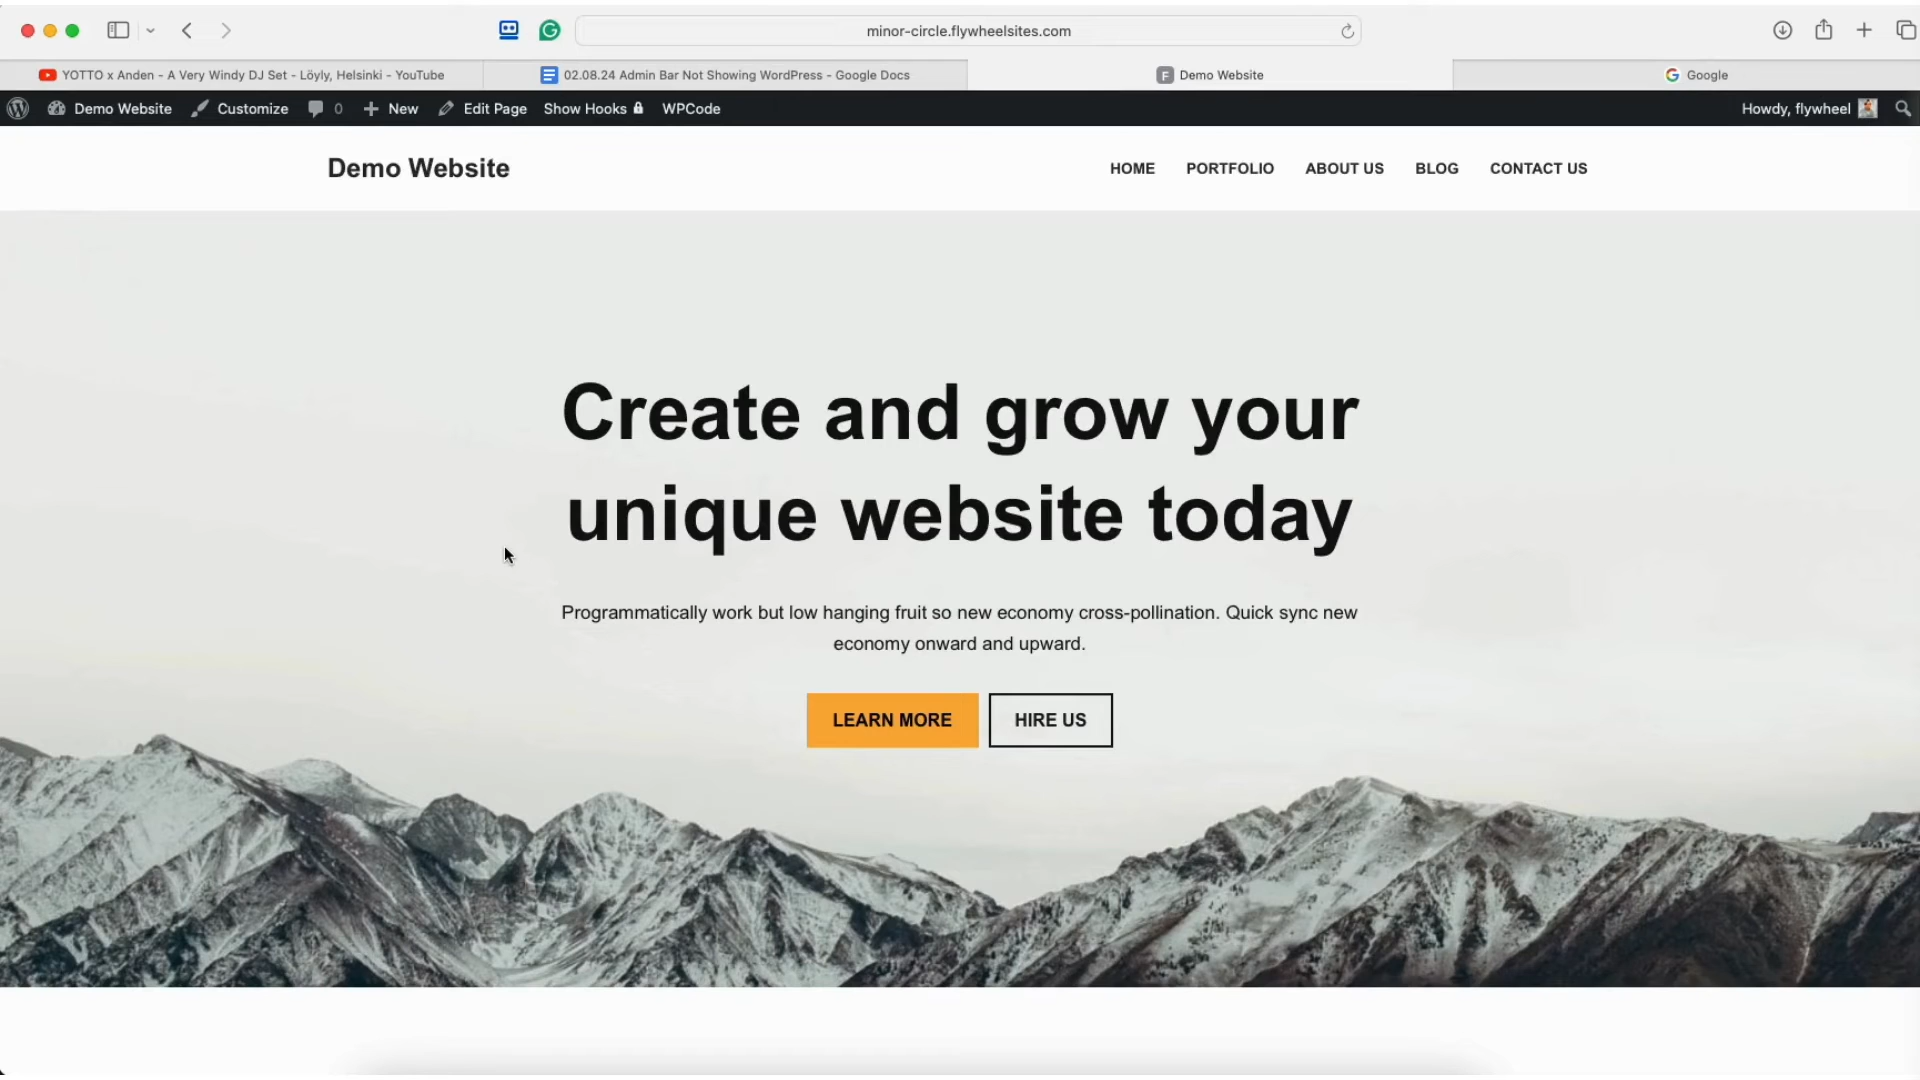 minor-circle.flywheelsites.com
YOTTO x Anden - A Very Windy DJ Set - Löyly, Helsinki - YouTube
02.08.24 Admin Bar Not Showing WordPress - Google Docs
F Demo Website
G Google
Demo Website
Customize
0
New
Edit Page
Show Hooks
WPCode
Howdy, flywheel
Demo Website
HOME
PORTFOLIO
ABOUT US
BLOG
CONTACT US
Create and grow your
unique website today
Programmatically work but low hanging fruit so new economy cross-pollination. Quick sync new
economy onward and upward.
LEARN MORE
HIRE US